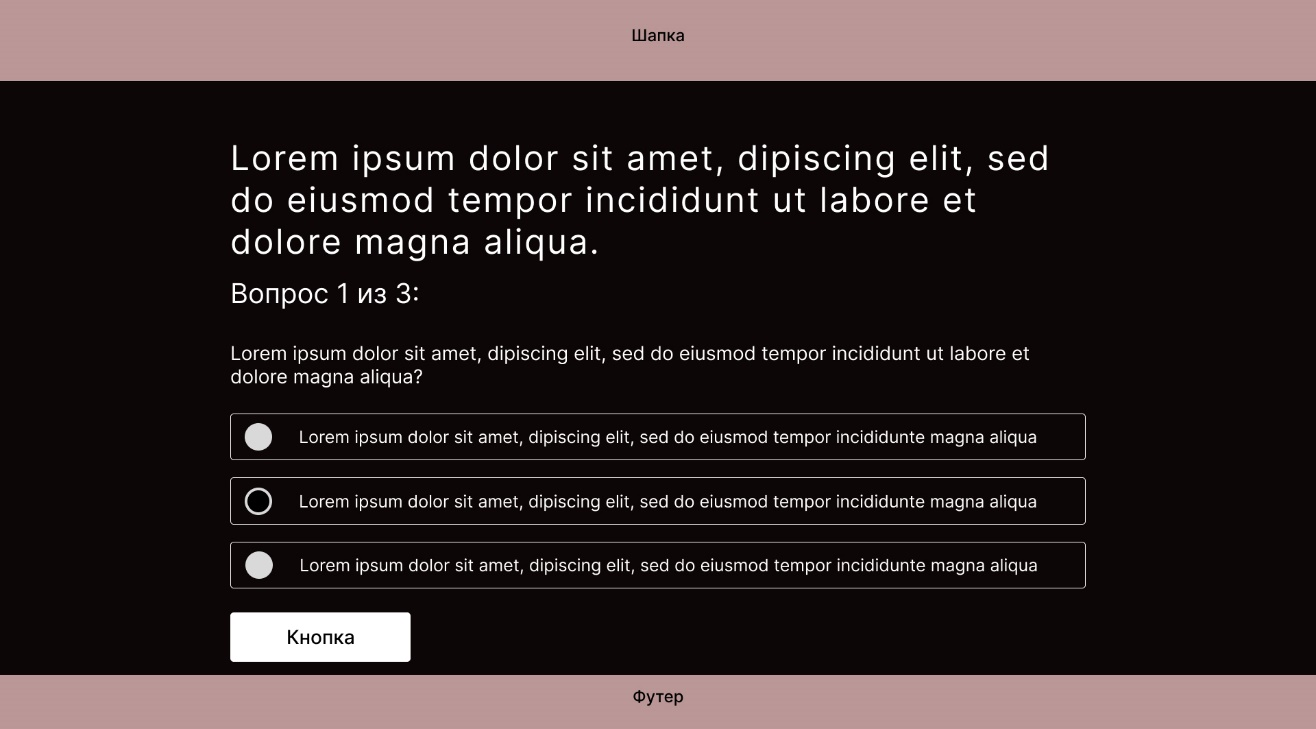 Шапка
Lorem ipsum dolor sit amet, dipiscing elit, sed
do eiusmod tempor incididunt ut labore et
dolore magna aliqua.
Вопрос 1 из 3:
Lorem ipsum dolor sit amet, dipiscing elit, sed do eiusmod tempor incididunt ut labore et
dolore magna aliqua?
Lorem ipsum dolor sit amet, dipiscing elit, sed do eiusmod tempor incididunte magna aliqua
Lorem ipsum dolor sit amet, dipiscing elit, sed do eiusmod tempor incididunte magna aliqua
Lorem ipsum dolor sit amet, dipiscing elit, sed do eiusmod tempor incididunte magna aliqua
Кнопка
Футер